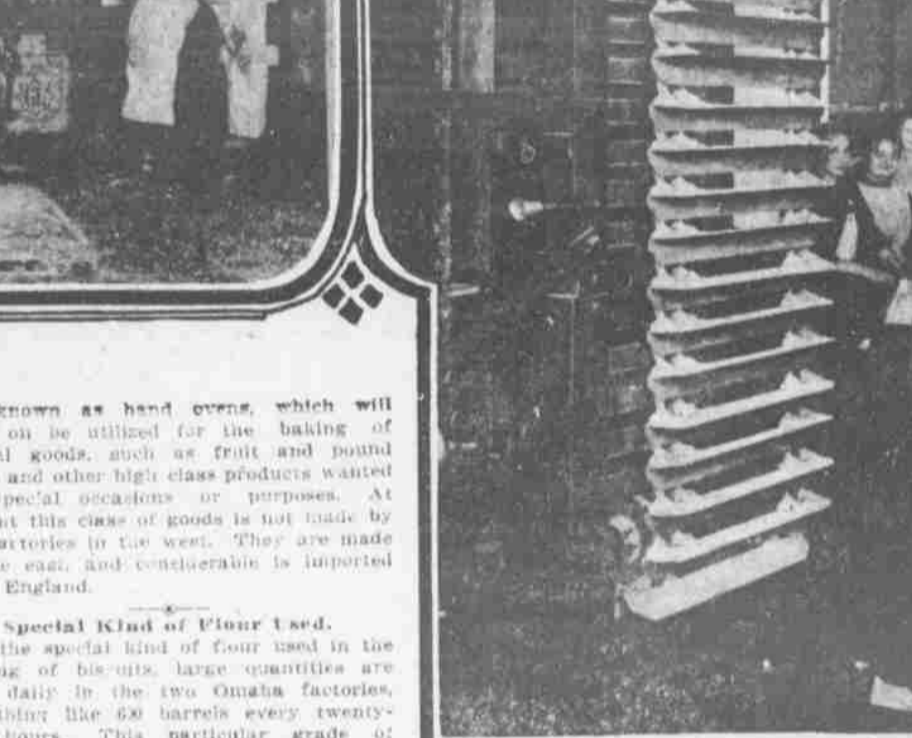 known as hand ovens, which will
on be utilized for the baking of
al goods, such as fruit and pound
and other high class products wanted
special occasions or purposes. At
nt this class of goods is not made by
actories in the west. They are made
e east, and considerable is imported
England.
Special Kind of Flour Used.
the special kind of flour used in the
ng of biscuits, large quantities are
daily in the two Omaha factories,
thing like 600 barrels every twenty-
hours. This particular grade of